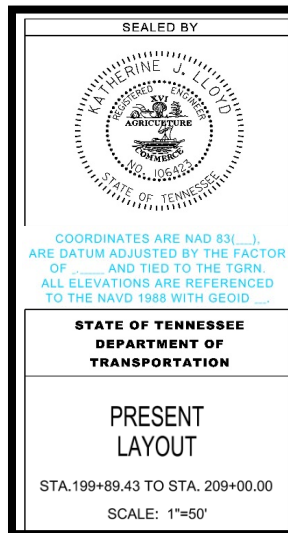 SEALED BY
KATHERINE J. LLOYD
REGISTERED ENGINEER
XVI
AGRICULTURE
COMMERCE
NO. 106423
STATE OF TENNESSEE
COORDINATES ARE NAD 83(__),
ARE DATUM ADJUSTED BY THE FACTOR
OF _._____ AND TIED TO THE TGRN.
ALL ELEVATIONS ARE REFERENCED
TO THE NAVD 1988 WITH GEOID __.
STATE OF TENNESSEE
DEPARTMENT OF
TRANSPORTATION
PRESENT
LAYOUT
STA.199+89.43 TO STA. 209+00.00
SCALE: 1"=50'